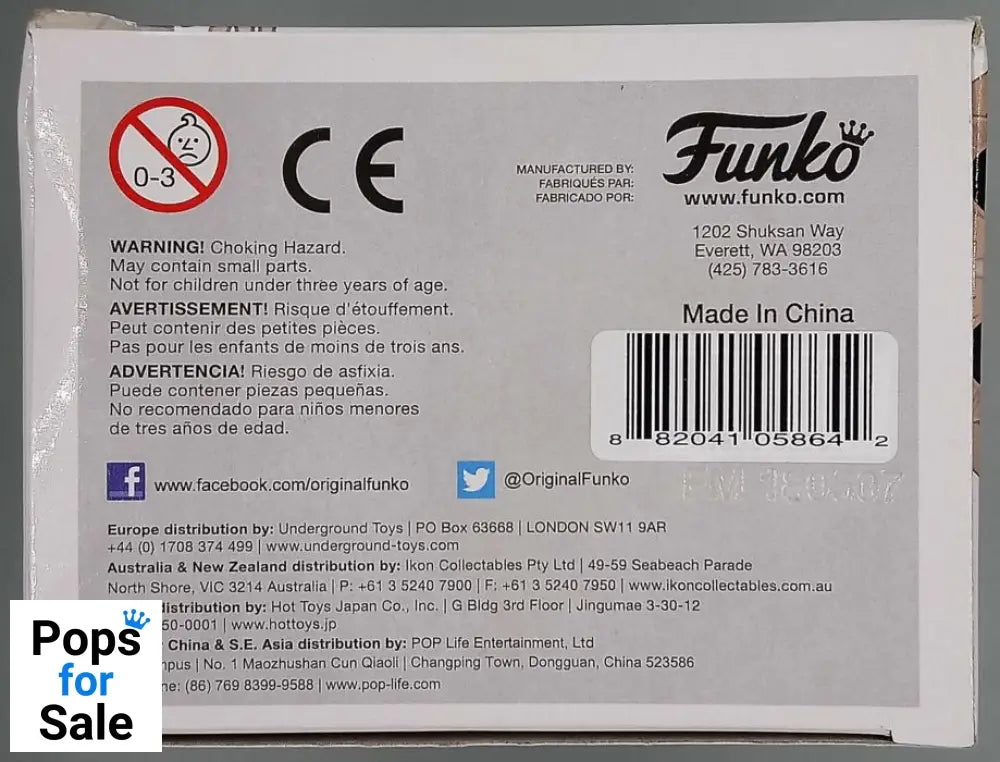 0-3
CE
MANUFACTURED BY:
FABRIQUÉS PAR:
FABRICADO POR:
Funko
www.funko.com
1202 Shuksan Way
Everett, WA 98203
(425) 783-3616
Made In China
8 82041 05864 2
WARNING! Choking Hazard.
May contain small parts.
Not for children under three years of age.
AVERTISSEMENT! Risque d'étouffement.
Peut contenir des petites pièces.
Pas pour les enfants de moins de trois ans.
ADVERTENCIA! Riesgo de asfixia.
Puede contener piezas pequeñas.
No recomendado para niños menores
de tres años de edad.
f www.facebook.com/originalfunko
@OriginalFunko
Europe distribution by: Underground Toys | PO Box 63668 | LONDON SW11 9AR
+44 (0) 1708 374 499 | www.underground-toys.com
Australia & New Zealand distribution by: Ikon Collectables Pty Ltd | 49-59 Seabeach Parade
North Shore, VIC 3214 Australia | P: +61 3 5240 7900 | F: +61 3 5240 7950 | www.ikoncollectables.com.au
distribution by: Hot Toys Japan Co., Inc. | G Bldg 3rd Floor | Jingumae 3-30-12
50-0001 | www.hottoys.jp
China & S.E. Asia distribution by: POP Life Entertainment, Ltd
| No. 1 Maozhushan Cun Qiaoli | Changping Town, Dongguan, China 523586
(86) 769 8399-9588 | www.pop-life.com
Pops
for
Sale